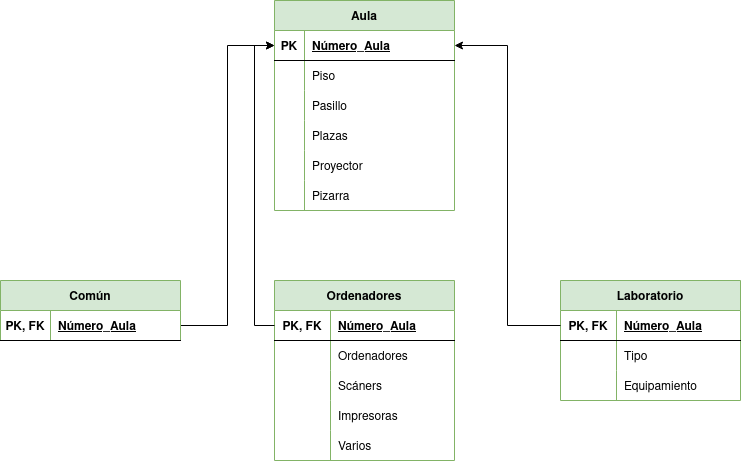 Aula
PK Número_Aula
Piso
Pasillo
Plazas
Proyector
Pizarra
Común
PK, FK Número_Aula
Ordenadores
PK, FK Número_Aula
Ordenadores
Scáners
Impresoras
Varios
Laboratorio
PK, FK Número_Aula
Tipo
Equipamiento